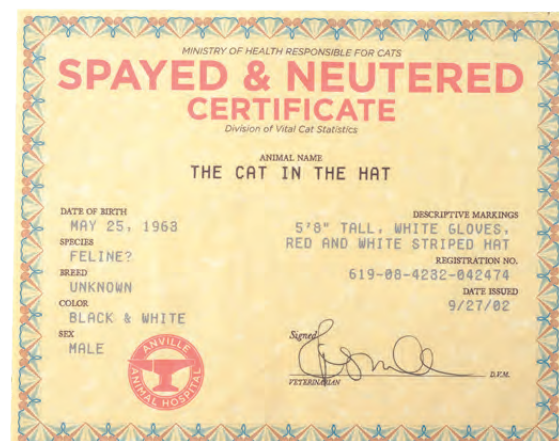 MINISTRY OF HEALTH RESPONSIBLE FOR CATS
SPAYED & NEUTERED
CERTIFICATE
Division of Vital Cat Statistics
ANIMAL NAME
THE CAT IN THE HAT
DATE OF BIRTH
MAY 25, 1963
SPECIES
FELINE?
BREED
UNKNOWN
COLOR
BLACK & WHITE
SEX
MALE
DESCRIPTIVE MARKINGS
5'8" TALL, WHITE GLOVES,
RED AND WHITE STRIPED HAT
REGISTRATION NO.
619-08-4282-042474
DATE ISSUED
9/27/02
ANVILLE
ANIMAL HOSPITAL
Signed
VETERINARIAN
D.V.M.